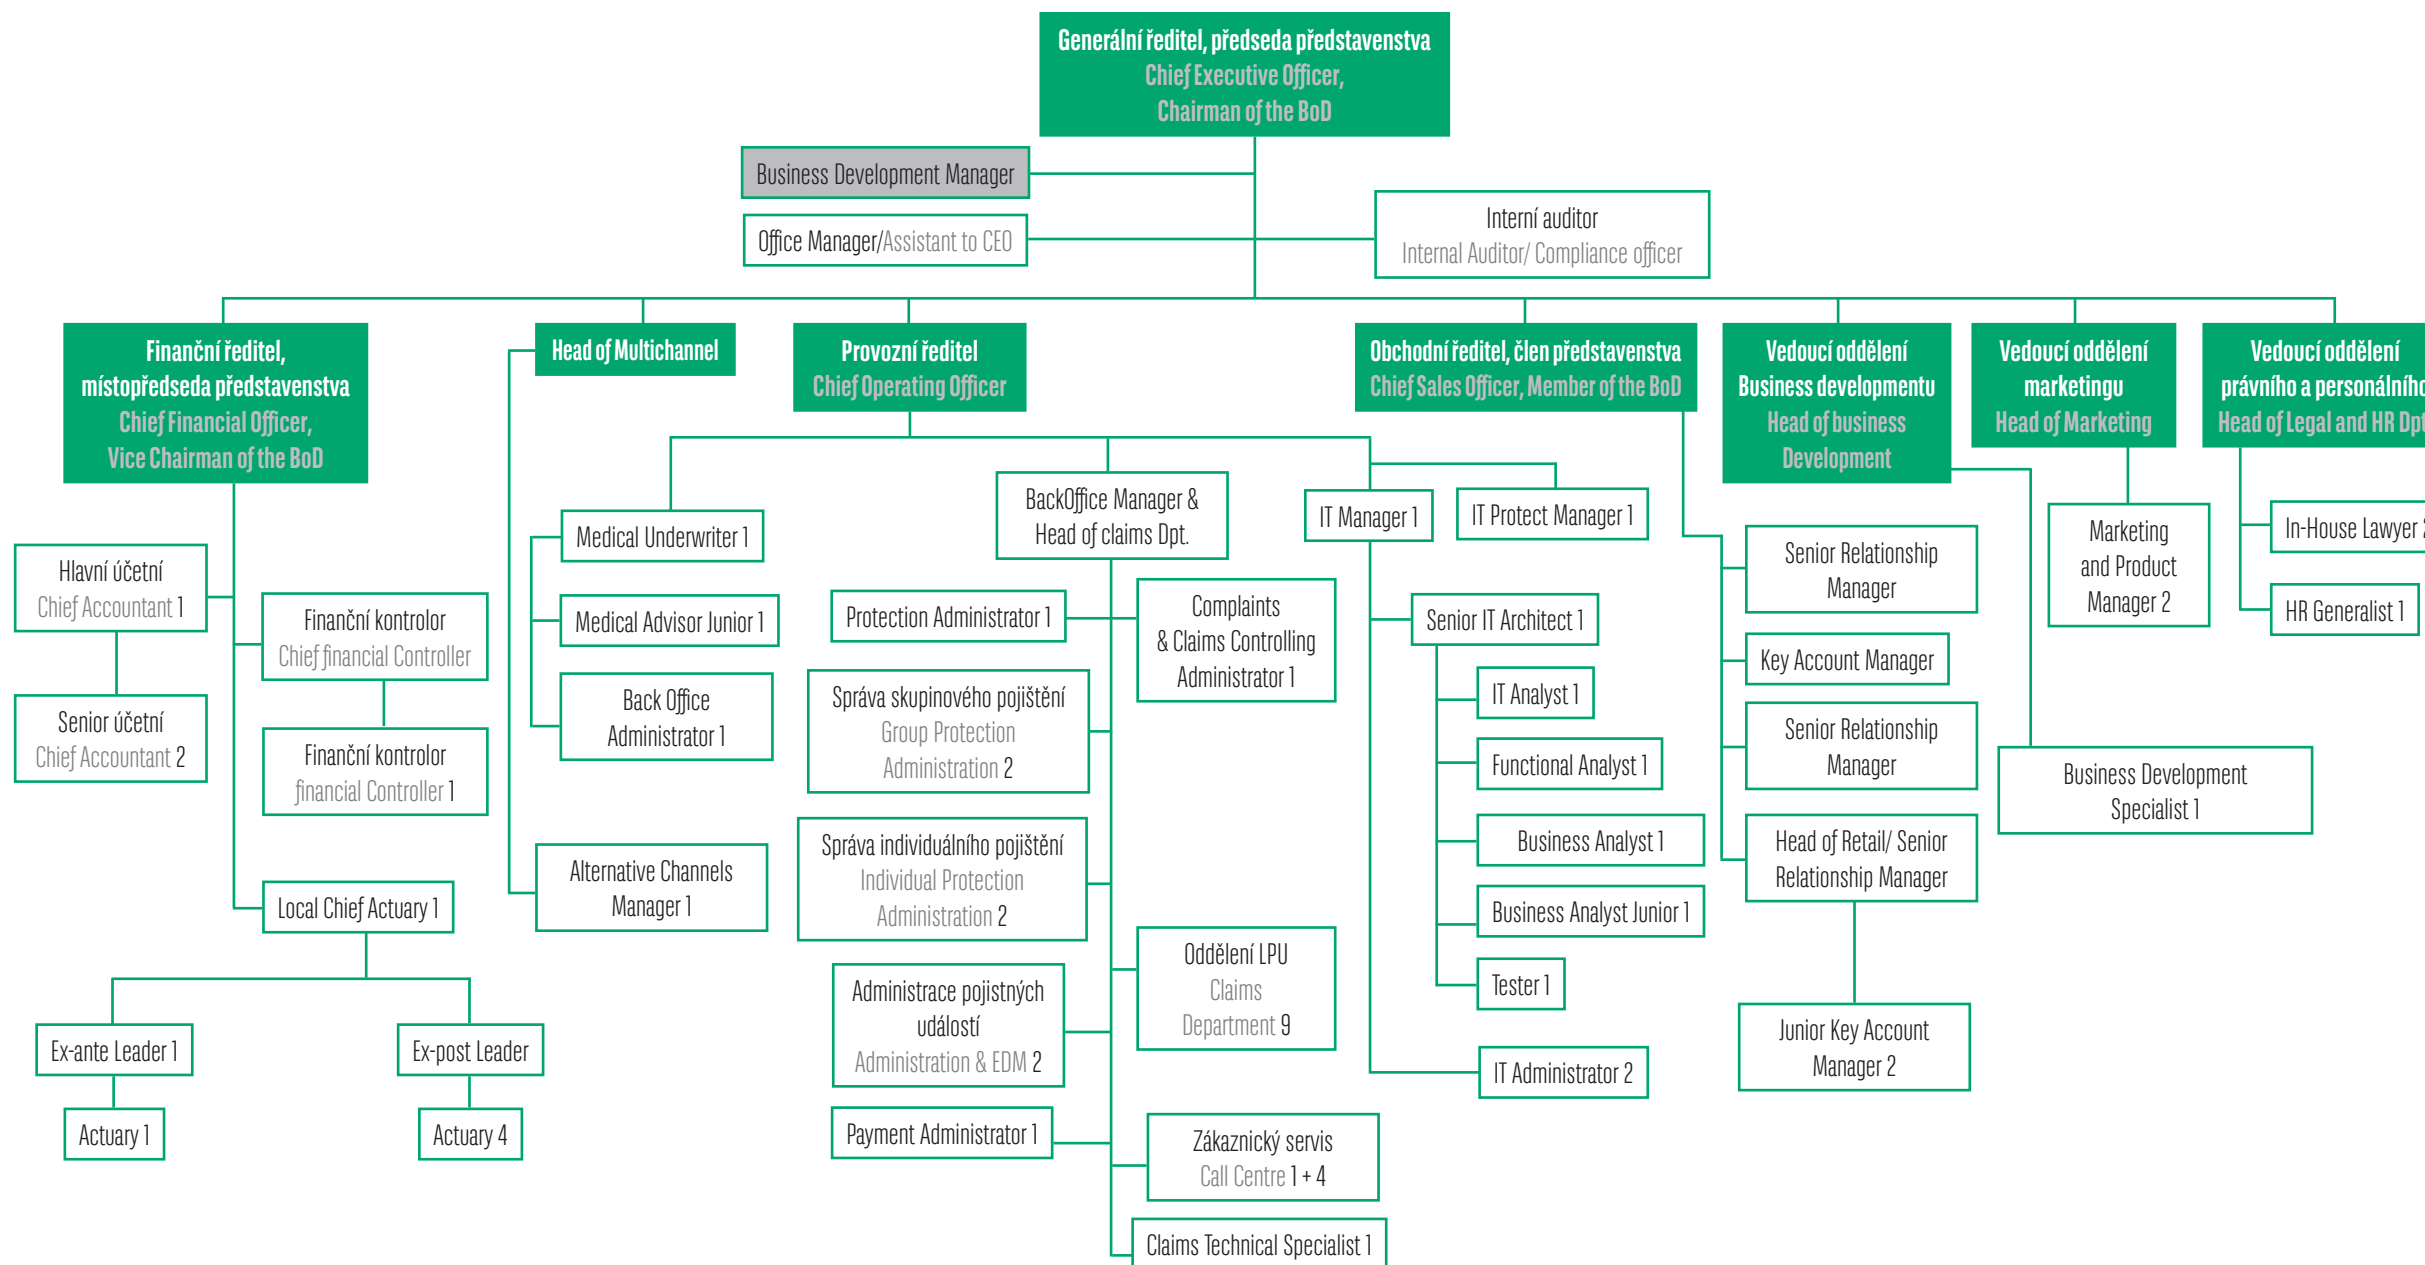 Generální ředitel, předseda představenstva
Chief Executive Officer,
Chairman of the BoD
Business Development Manager
Office Manager/Assistant to CEO
Interní auditor
Internal Auditor/ Compliance officer
Finanční ředitel,
místopředseda představenstva
Chief Financial Officer,
Vice Chairman of the BoD
Head of Multichannel
Provozní ředitel
Chief Operating Officer
Obchodní ředitel, člen představenstva
Chief Sales Officer, Member of the BoD
Vedoucí oddělení
Business developmentu
Head of business
Development
Vedoucí oddělení
marketingu
Head of Marketing
Vedoucí oddělení
právního a personálního
Head of Legal and HR Dpt
Hlavní účetní
Chief Accountant 1
Senior účetní
Chief Accountant 2
Finanční kontrolor
Chief financial Controller
Finanční kontrolor
financial Controller 1
Local Chief Actuary 1
Ex-ante Leader 1
Actuary 1
Ex-post Leader
Actuary 4
Alternative Channels
Manager 1
Medical Underwriter 1
Medical Advisor Junior 1
Back Office
Administrator 1
BackOffice Manager &
Head of claims Dpt.
Protection Administrator 1
Complaints
& Claims Controlling
Administrator 1
Správa skupinového pojištění
Group Protection
Administration 2
Správa individuálního pojištění
Individual Protection
Administration 2
Oddělení LPU
Claims
Department 9
Administrace pojistných
událostí
Administration & EDM 2
Payment Administrator 1
Zákaznický servis
Call Centre 1 + 4
Claims Technical Specialist 1
IT Manager 1
IT Protect Manager 1
Senior IT Architect 1
IT Analyst 1
Functional Analyst 1
Business Analyst 1
Business Analyst Junior 1
Tester 1
IT Administrator 2
Senior Relationship
Manager
Key Account Manager
Senior Relationship
Manager
Head of Retail/ Senior
Relationship Manager
Junior Key Account
Manager 2
Business Development
Specialist 1
Marketing
and Product
Manager 2
In-House Lawyer 2
HR Generalist 1